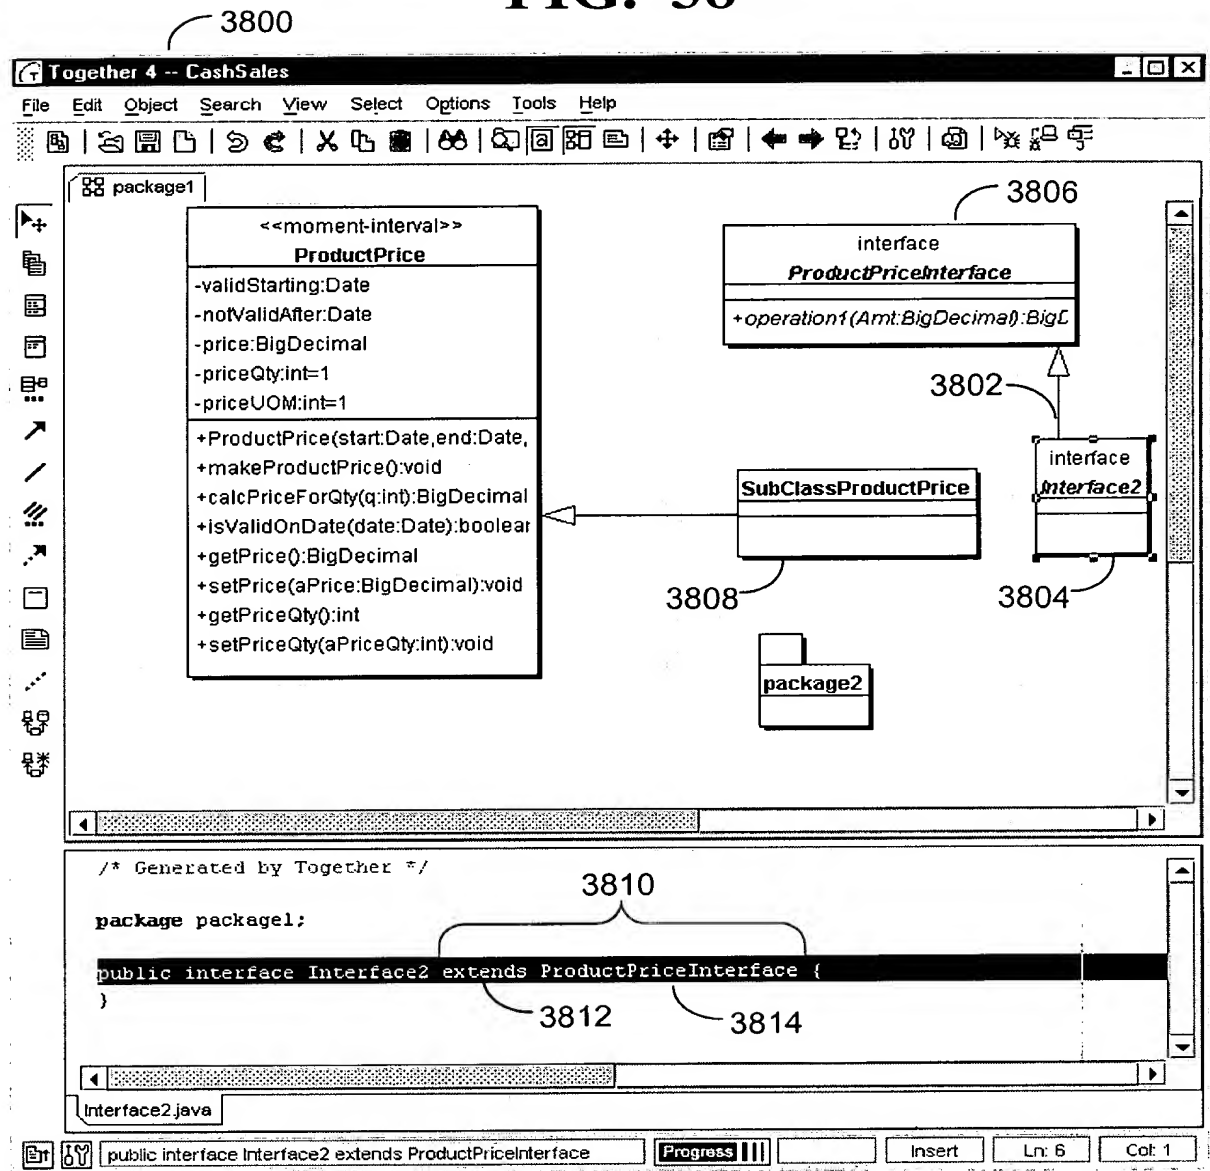 FIG. 38
3800
Together 4 -- CashSales
File Edit Object Search View Select Options Tools Help
package1
<<moment-interval>>
ProductPrice
-validStarting:Date
-notValidAfter:Date
-price:BigDecimal
-priceQty:int=1
-priceUOM:int=1
+ProductPrice(start:Date,end:Date,
+makeProductPrice():void
+calcPriceForQty(q:int):BigDecimal
+isValidOnDate(date:Date):boolear
+getPrice():BigDecimal
+setPrice(aPrice:BigDecimal):void
+getPriceQty():int
+setPriceQty(aPriceQty:int):void
3806
interface
ProductPriceInterface
+operation1(Amt:BigDecimal):BigD
3802
interface
Interface2
SubClassProductPrice
3808
3804
package2
/* Generated by Together */
3810
package package1;
public interface Interface2 extends ProductPriceInterface {
}
3812
3814
Interface2.java
public interface Interface2 extends ProductPriceInterface
Progress
Insert
Ln: 6
Col: 1